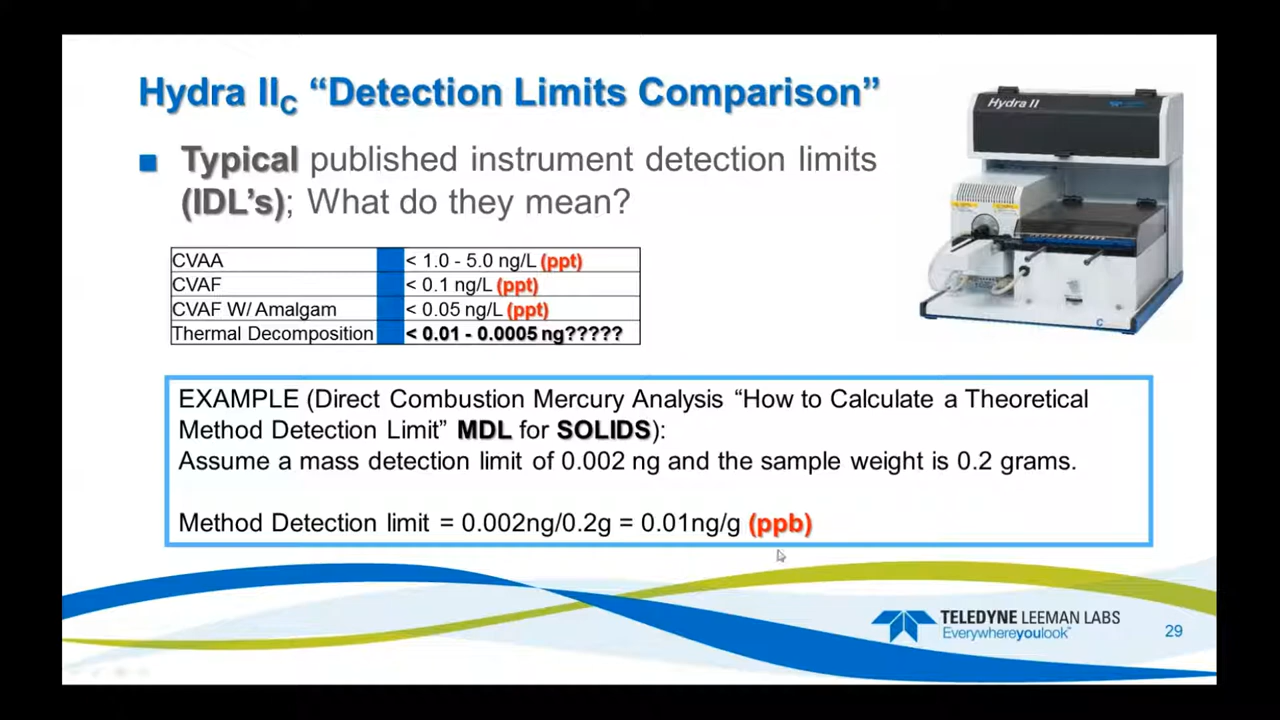 Hydra IIC “Detection Limits Comparison”
Typical published instrument detection limits
(IDL’s); What do they mean?
CVAA < 1.0 - 5.0 ng/L (ppt)
CVAF < 0.1 ng/L (ppt)
CVAF W/ Amalgam < 0.05 ng/L (ppt)
Thermal Decomposition < 0.01 - 0.0005 ng?????
Hydra II
C
EXAMPLE (Direct Combustion Mercury Analysis “How to Calculate a Theoretical
Method Detection Limit” MDL for SOLIDS):
Assume a mass detection limit of 0.002 ng and the sample weight is 0.2 grams.
Method Detection limit = 0.002ng/0.2g = 0.01ng/g (ppb)
TELEDYNE LEEMAN LABS
Everywhereyoulook™
29